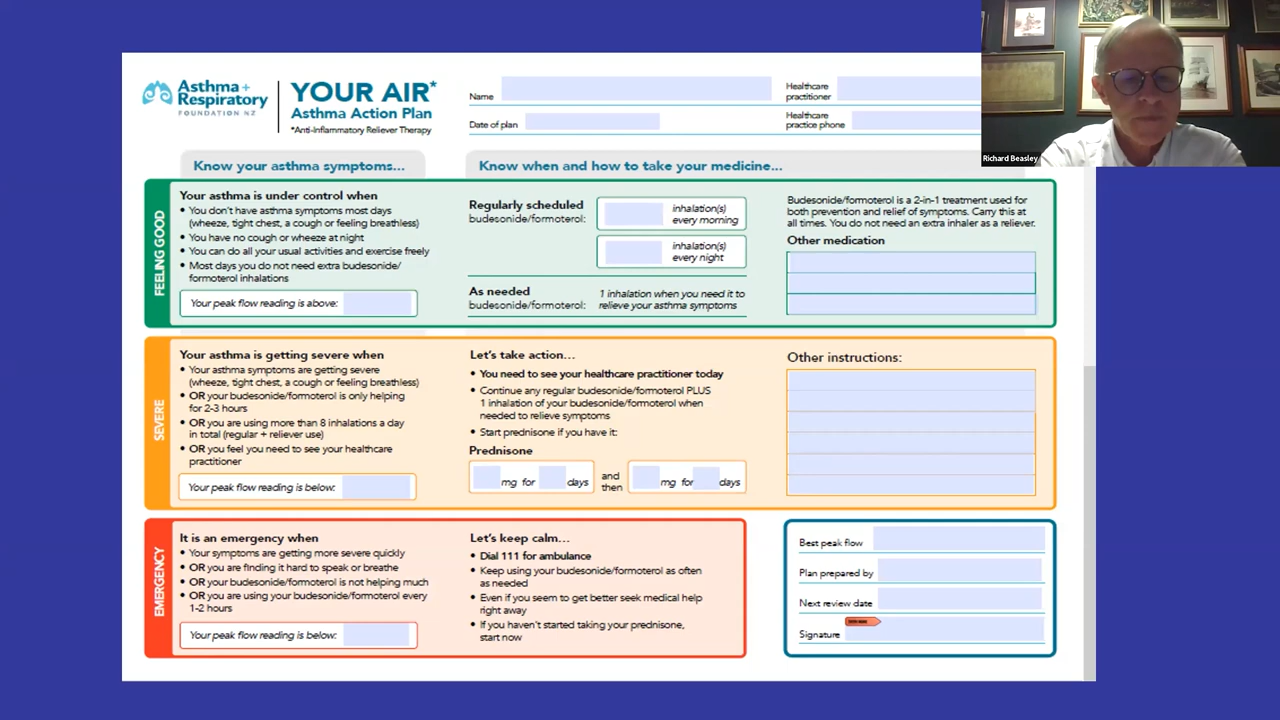 Asthma+
Respiratory
FOUNDATION NZ
YOUR AIR*
Asthma Action Plan
*Anti-Inflammatory Reliever Therapy
Name
Date of plan
Healthcare
practitioner
Healthcare
practice phone
Richard Beasley
Know your asthma symptoms...
Know when and how to take your medicine...
FEELING GOOD
Your asthma is under control when
• You don't have asthma symptoms most days
(wheeze, tight chest, a cough or feeling breathless)
• You have no cough or wheeze at night
• You can do all your usual activities and exercise freely
• Most days you do not need extra budesonide/
formoterol inhalations
Your peak flow reading is above:
Regularly scheduled
budesonide/formoterol:
inhalation(s)
every morning
inhalation(s)
every night
As needed
budesonide/formoterol:
1 inhalation when you need it to
relieve your asthma symptoms
Budesonide/formoterol is a 2-in-1 treatment used for
both prevention and relief of symptoms. Carry this at
all times. You do not need an extra inhaler as a reliever.
Other medication
SEVERE
Your asthma is getting severe when
• Your asthma symptoms are getting severe
(wheeze, tight chest, a cough or feeling breathless)
• OR your budesonide/formoterol is only helping
for 2-3 hours
• OR you are using more than 8 inhalations a day
in total (regular + reliever use)
• OR you feel you need to see your healthcare
practitioner
Your peak flow reading is below:
Let's take action...
• You need to see your healthcare practitioner today
• Continue any regular budesonide/formoterol PLUS
1 inhalation of your budesonide/formoterol when
needed to relieve symptoms
• Start prednisone if you have it:
Prednisone
mg for days
and
then
mg for days
Other instructions:
EMERGENCY
It is an emergency when
• Your symptoms are getting more severe quickly
• OR you are finding it hard to speak or breathe
• OR your budesonide/formoterol is not helping much
• OR you are using your budesonide/formoterol every
1-2 hours
Your peak flow reading is below:
Let's keep calm...
• Dial 111 for ambulance
• Keep using your budesonide/formoterol as often
as needed
• Even if you seem to get better seek medical help
right away
• If you haven't started taking your prednisone,
start now
Best peak flow
Plan prepared by
Next review date
Signature